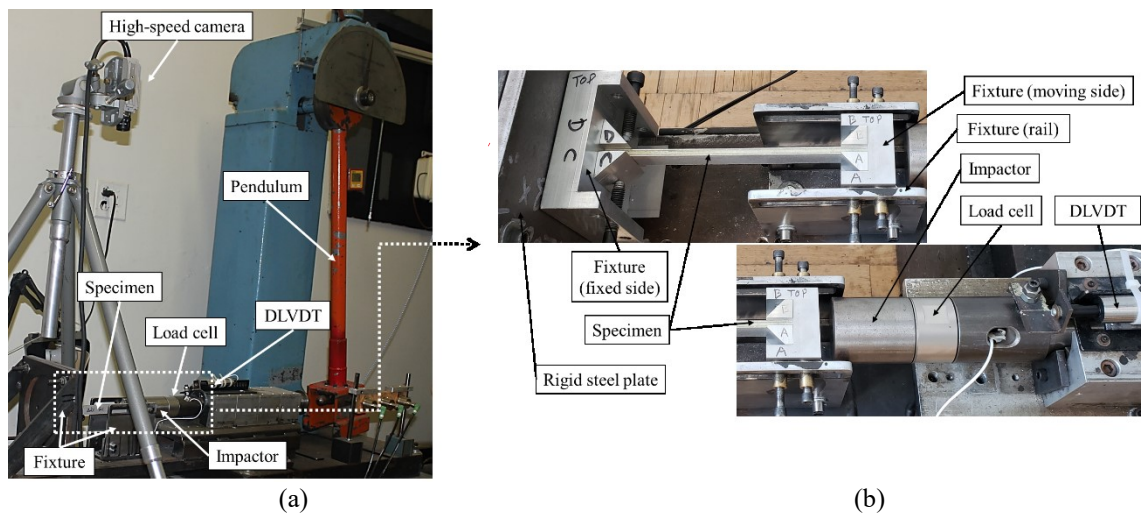 High-speed camera
Pendulum
Specimen
DLVDT
Load cell
Fixture
Impactor
(a)
TOP
D
C
D
C
B TOP
B
A
A
Fixture (moving side)
Fixture (rail)
Impactor
Load cell
DLVDT
Fixture
(fixed side)
Specimen
Rigid steel plate
B TOP
A
A
(b)